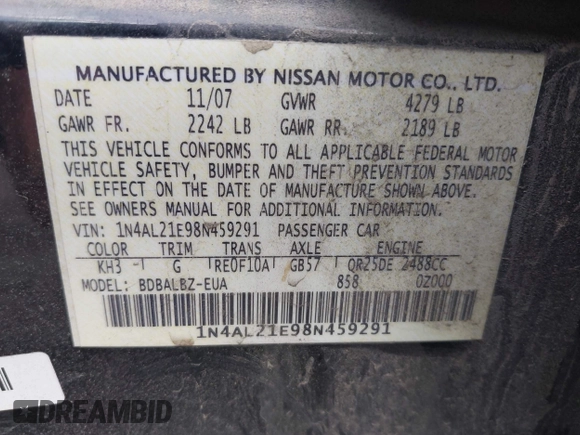 MANUFACTURED BY NISSAN MOTOR CO., LTD.
DATE 11/07 GVWR 4279 LB
GAWR FR. 2242 LB GAWR RR. 2189 LB
THIS VEHICLE CONFORMS TO ALL APPLICABLE FEDERAL MOTOR
VEHICLE SAFETY, BUMPER AND THEFT PREVENTION STANDARDS
IN EFFECT ON THE DATE OF MANUFACTURE SHOWN ABOVE.
SEE OWNERS MANUAL FOR ADDITIONAL INFORMATION.
VIN: 1N4AL21E98N459291 PASSENGER CAR
COLOR TRIM TRANS AXLE ENGINE
KH3 - G RE0F10A GB57 QR25DE 2488CC
MODEL: BDBALBZ-EUA 858 0Z000
1N4AL21E98N459291
DREAMBID